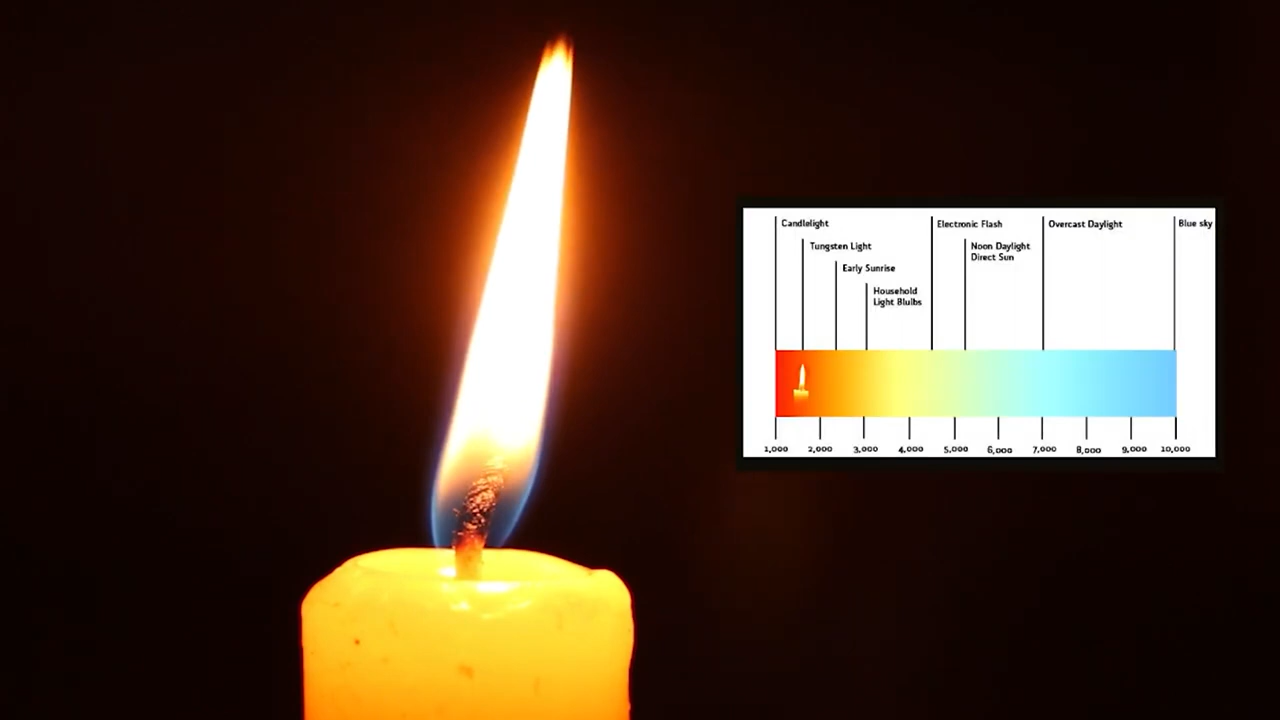 Candlelight
Tungsten Light
Early Sunrise
Household
Light Blulbs
Electronic Flash
Noon Daylight
Direct Sun
Overcast Daylight
Blue sky
1,000 2,000 3,000 4,000 5,000 6,000 7,000 8,000 9,000 10,000